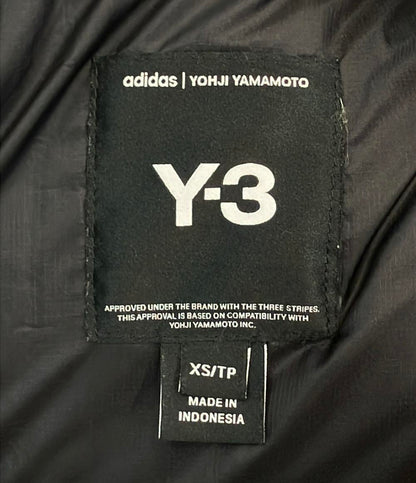 adidas | YOHJI YAMAMOTO
Y-3
APPROVED UNDER THE BRAND WITH THE THREE STRIPES.
THIS APPROVAL IS BASED ON COMPATIBILITY WITH
YOHJI YAMAMOTO INC.
XS/TP
MADE IN
INDONESIA